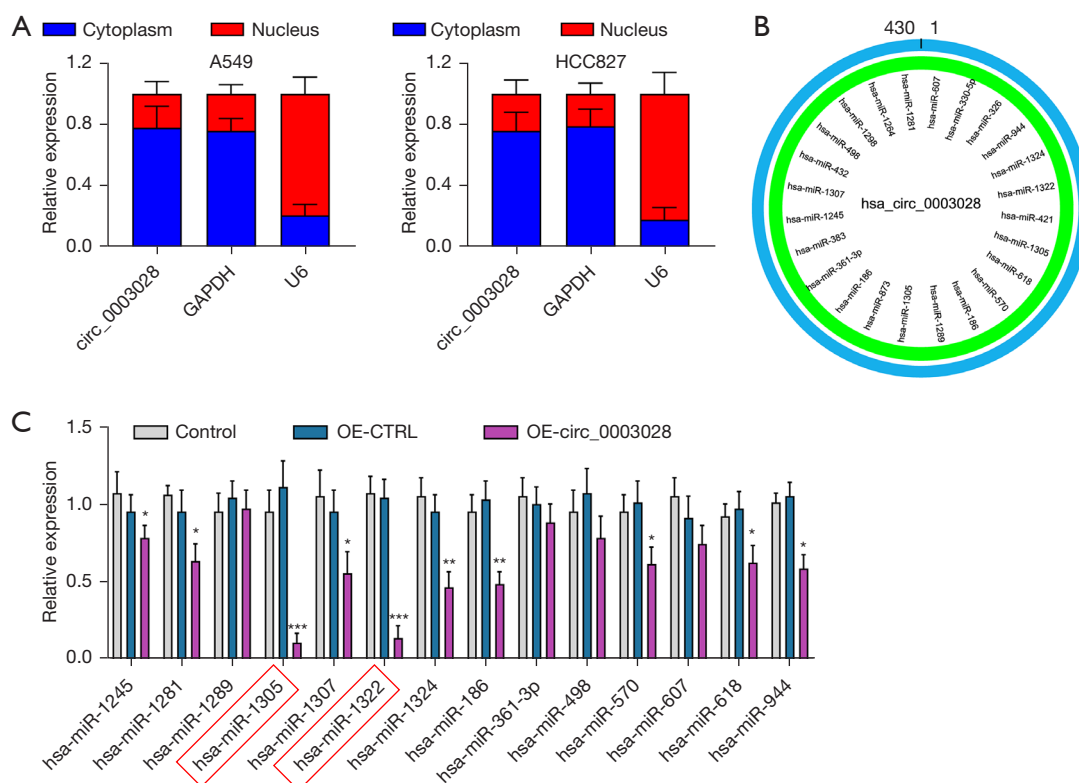 A
Cytoplasm Nucleus
A549
Relative expression
1.2
0.8
0.4
0.0
circ_0003028
GAPDH
U6
Cytoplasm Nucleus
HCC827
Relative expression
1.2
0.8
0.4
0.0
circ_0003028
GAPDH
U6
B
430 1
hsa-miR-607
hsa-miR-330-5p
hsa-miR-326
hsa-miR-944
hsa-miR-1324
hsa-miR-1322
hsa-miR-421
hsa-miR-1305
hsa-miR-618
hsa-miR-570
hsa-miR-186
hsa-miR-1289
hsa-miR-1305
hsa-miR-873
hsa-miR-186
hsa-miR-361-3p
hsa-miR-383
hsa-miR-1245
hsa-miR-1307
hsa-miR-432
hsa-miR-498
hsa-miR-1298
hsa-miR-1264
hsa-miR-1281
hsa_circ_0003028
C
Control OE-CTRL OE-circ_0003028
Relative expression
1.5
1.0
0.5
0.0
*
*
***
*
***
**
**
*
*
*
hsa-miR-1245
hsa-miR-1281
hsa-miR-1289
hsa-miR-1305
hsa-miR-1307
hsa-miR-1322
hsa-miR-1324
hsa-miR-186
hsa-miR-361-3p
hsa-miR-498
hsa-miR-570
hsa-miR-607
hsa-miR-618
hsa-miR-944